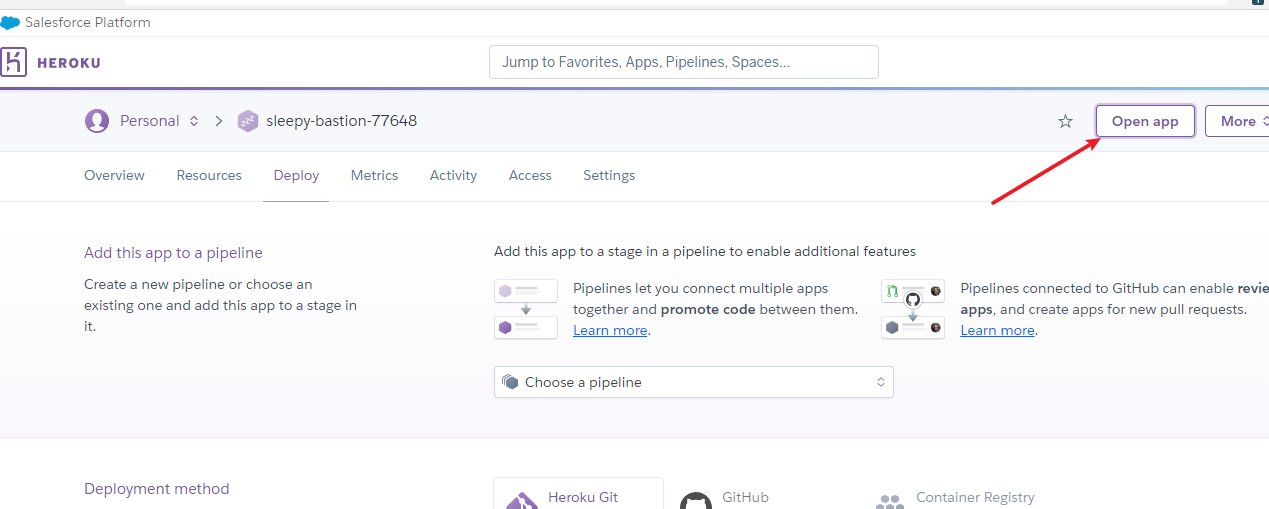 Salesforce Platform
HEROKU
Jump to Favorites, Apps, Pipelines, Spaces...
Personal
zzz
sleepy-bastion-77648
Open app
More
Overview
Resources
Deploy
Metrics
Activity
Access
Settings
Add this app to a pipeline
Create a new pipeline or choose an
existing one and add this app to a stage in
it.
Add this app to a stage in a pipeline to enable additional features
Pipelines let you connect multiple apps
together and promote code between them.
Learn more.
Pipelines connected to GitHub can enable revie
apps, and create apps for new pull requests.
Learn more.
Choose a pipeline
Deployment method
Heroku Git
GitHub
Container Registry